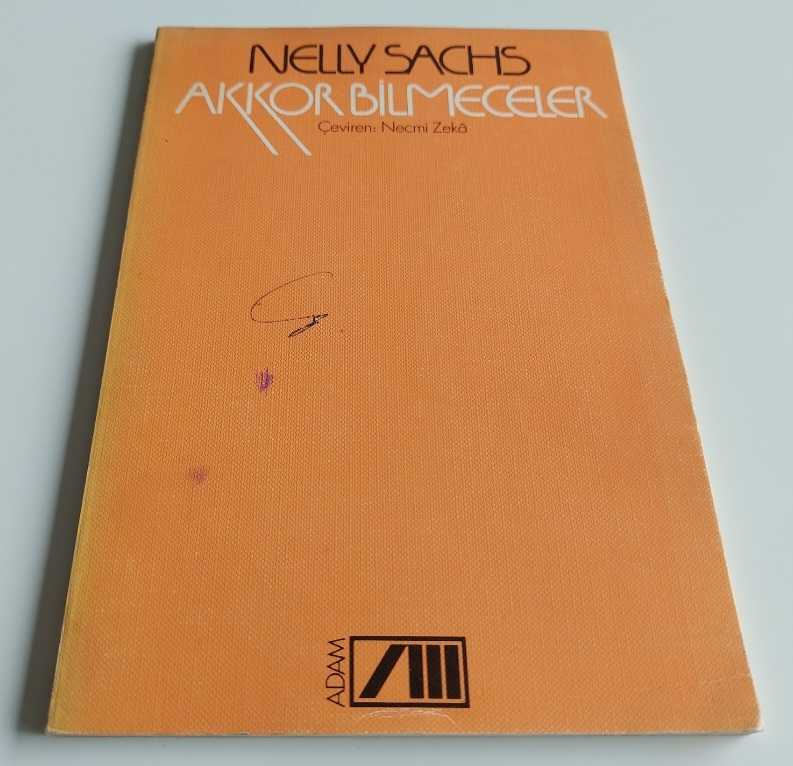 NELLY SACHS
AKKOR BİLMECELER
Çeviren: Necmi Zekâ
ADAM